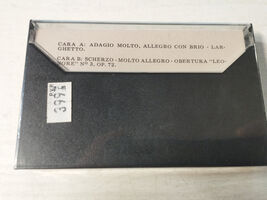 CARA A: ADAGIO MOLTO, ALLEGRO CON BRIO - LAR-
GHETTO.
CARA B: SCHERZO - MOLTO ALLEGRO - OBERTURA "LEO-
NORE" Nº 3, OP. 72.